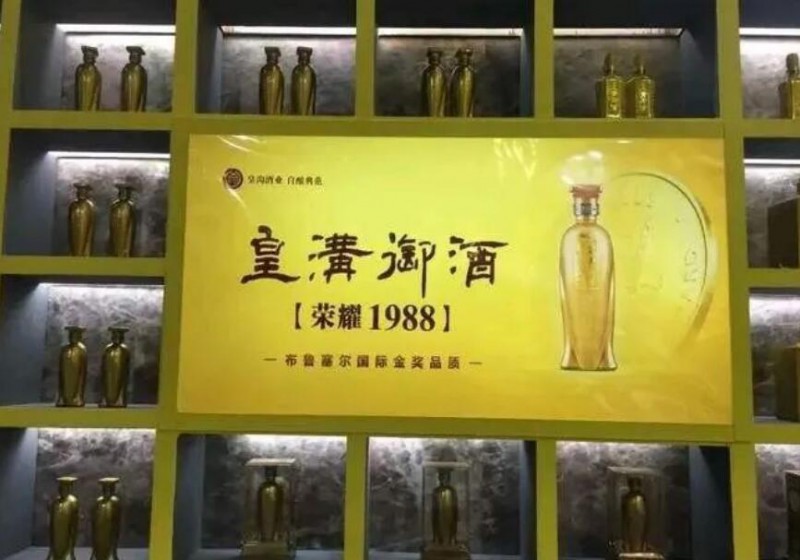 皇沟酒业 自酿典范
皇溝御酒
【荣耀1988】
— 布鲁塞尔国际金奖品质 —